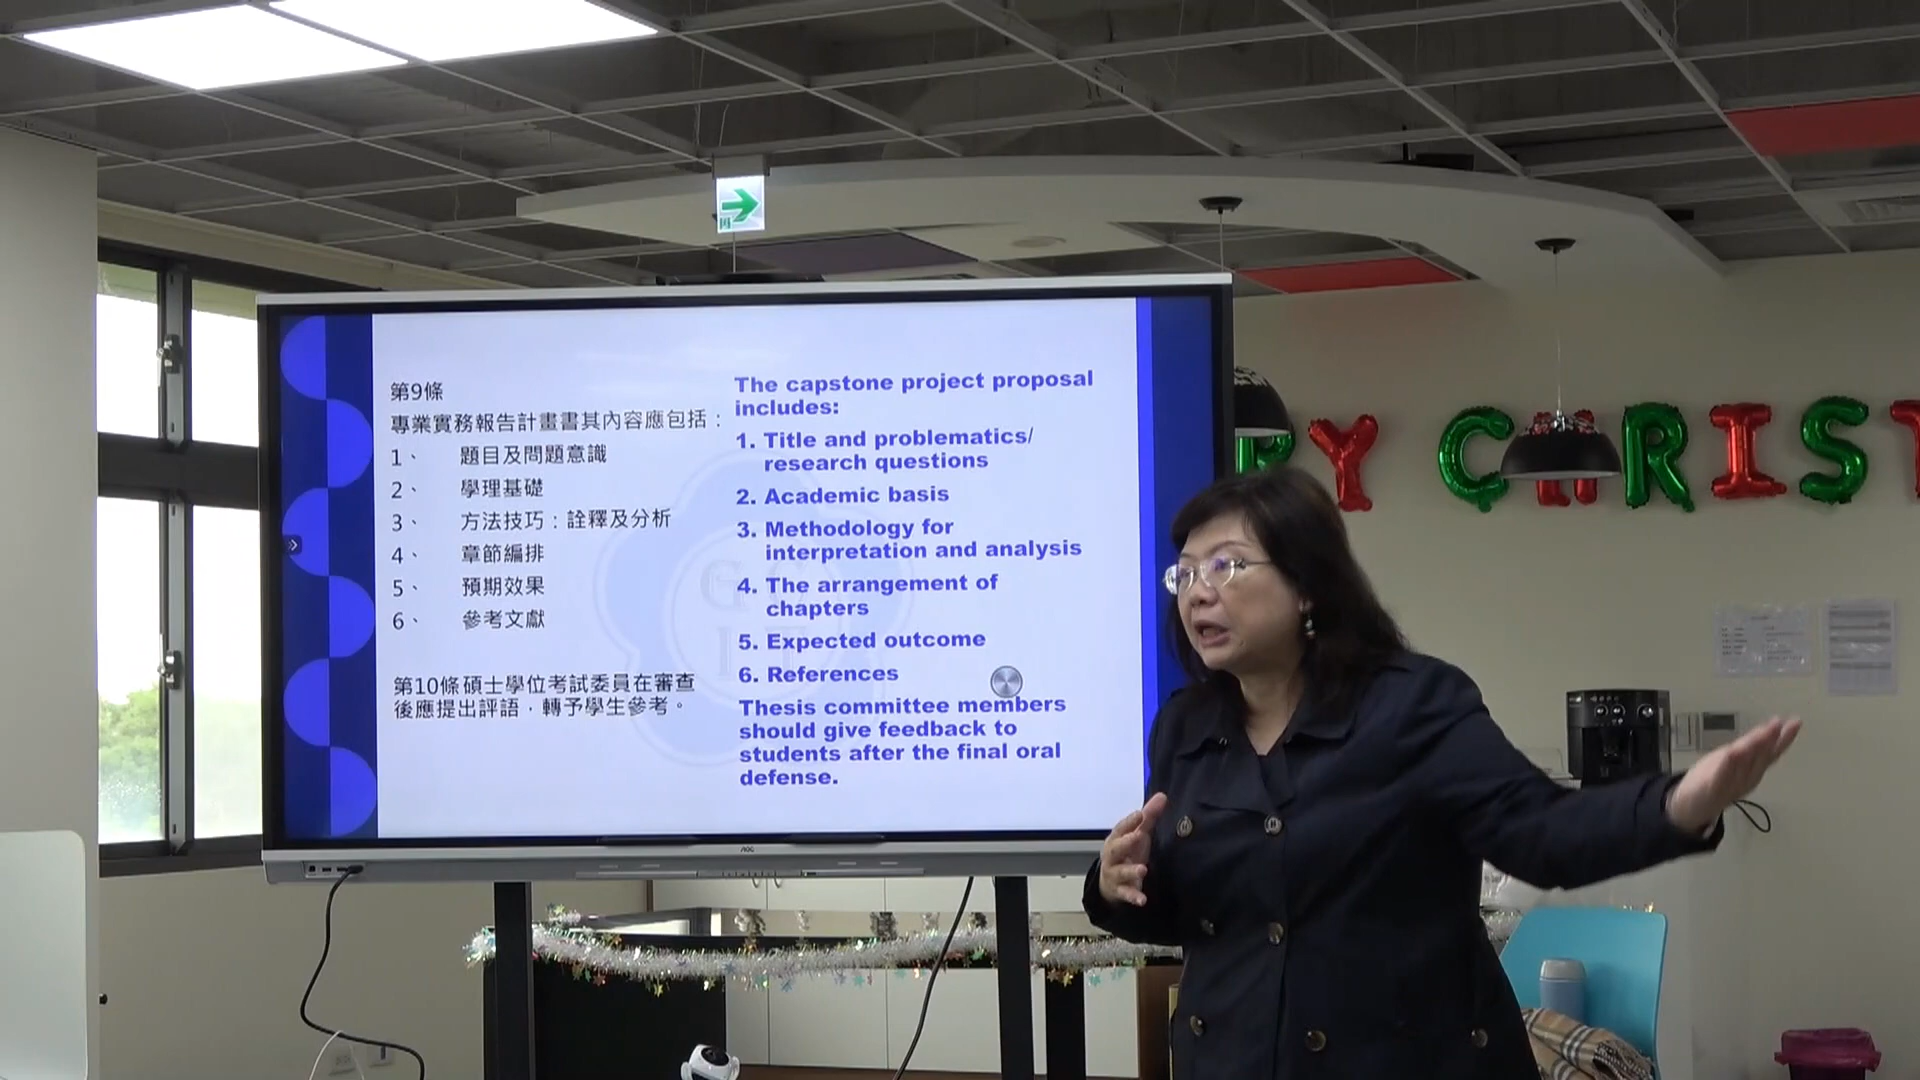 第9條
專業實務報告計畫書其內容應包括：
1、 題目及問題意識
2、 學理基礎
3、 方法技巧：詮釋及分析
4、 章節編排
5、 預期效果
6、 參考文獻
第10條碩士學位考試委員在審查
後應提出評語，轉予學生參考。
The capstone project proposal
includes:
1. Title and problematics/
research questions
2. Academic basis
3. Methodology for
interpretation and analysis
4. The arrangement of
chapters
5. Expected outcome
6. References
Thesis committee members
should give feedback to
students after the final oral
defense.
AOC
RY CHRIST